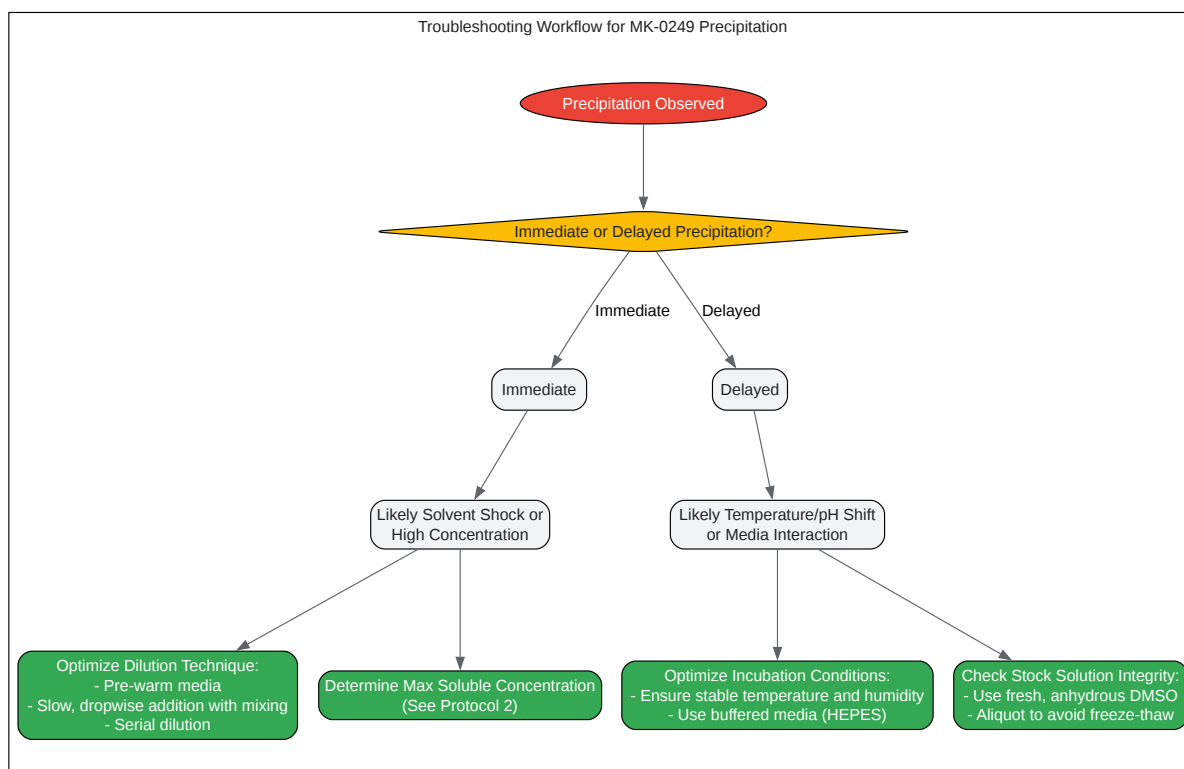 Troubleshooting Workflow for MK-0249 Precipitation
Precipitation Observed
Immediate or Delayed Precipitation?
Immediate
Delayed
Immediate
Delayed
Likely Solvent Shock or
High Concentration
Likely Temperature/pH Shift
or Media Interaction
Optimize Dilution Technique:
- Pre-warm media
- Slow, dropwise addition with mixing
- Serial dilution
Determine Max Soluble Concentration
(See Protocol 2)
Optimize Incubation Conditions:
- Ensure stable temperature and humidity
- Use buffered media (HEPES)
Check Stock Solution Integrity:
- Use fresh, anhydrous DMSO
- Aliquot to avoid freeze-thaw